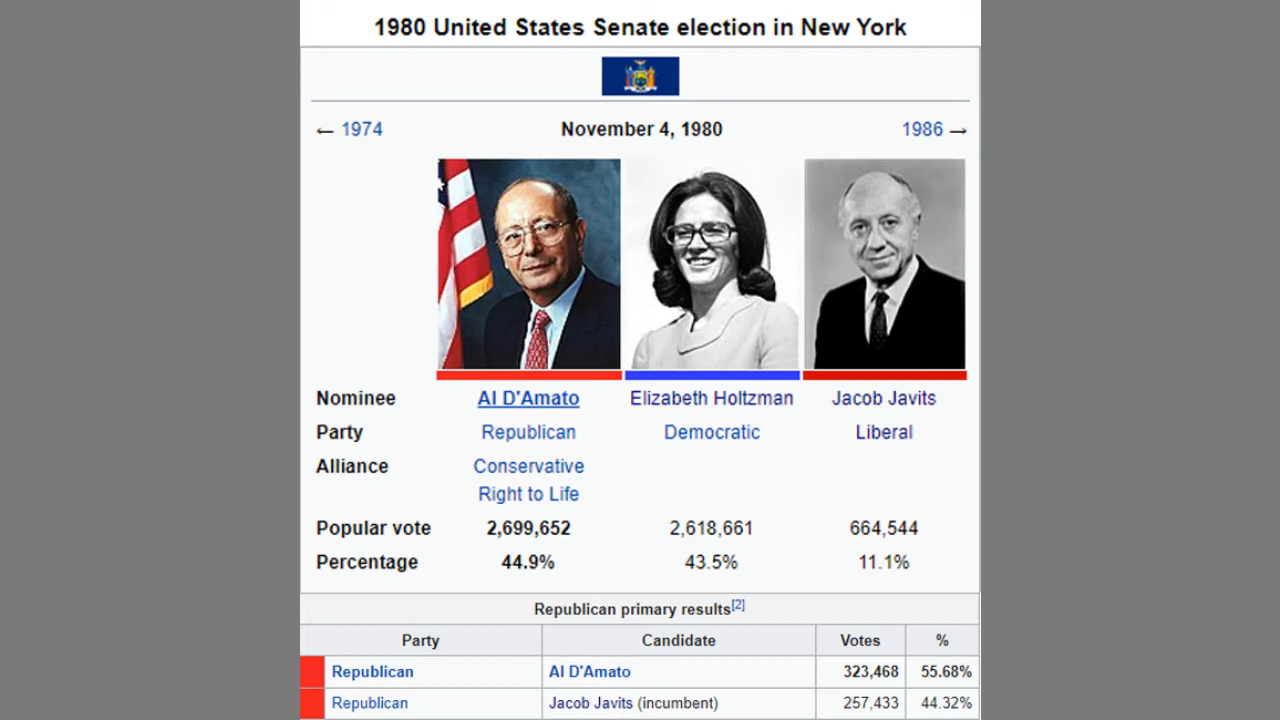 1980 United States Senate election in New York
← 1974 November 4, 1980 1986 →
Nominee Al D'Amato Elizabeth Holtzman Jacob Javits
Party Republican Democratic Liberal
Alliance Conservative
Right to Life
Popular vote 2,699,652 2,618,661 664,544
Percentage 44.9% 43.5% 11.1%
Republican primary results[2]
Party Candidate Votes %
Republican Al D'Amato 323,468 55.68%
Republican Jacob Javits (incumbent) 257,433 44.32%